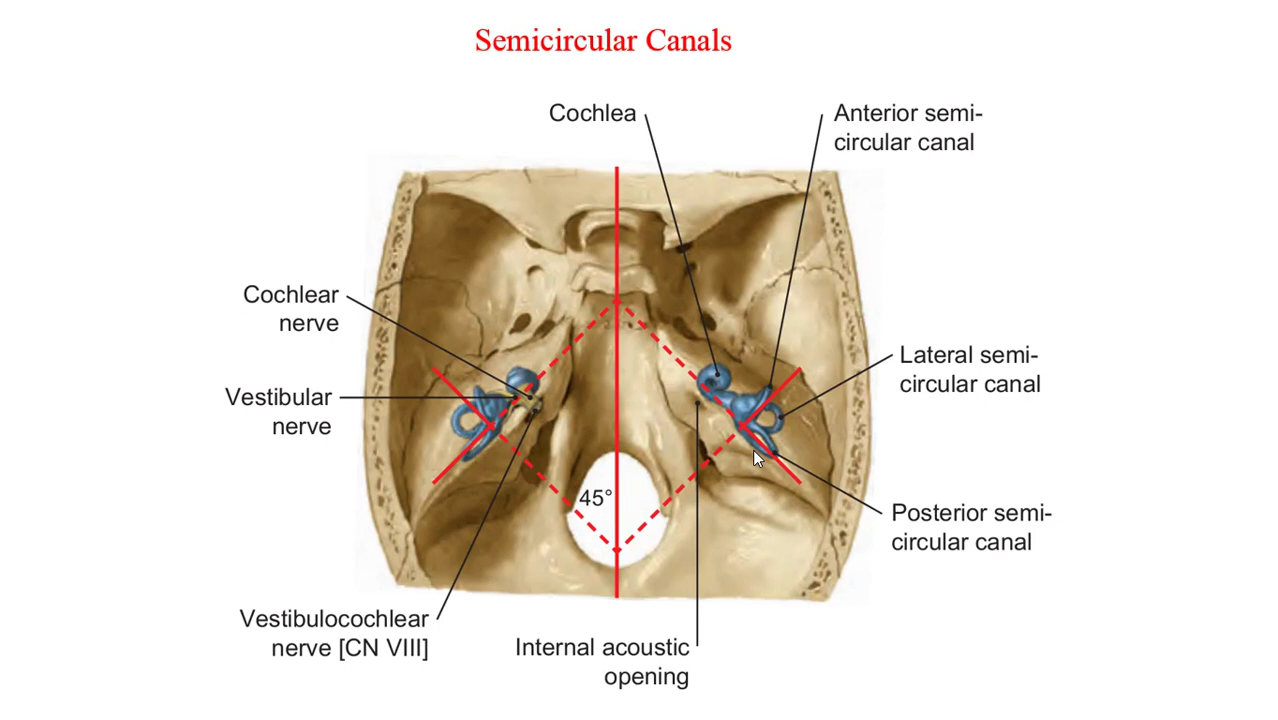 Semicircular Canals
Cochlea
Anterior semi-
circular canal
Cochlear
nerve
Vestibular
nerve
Lateral semi-
circular canal
45°
Posterior semi-
circular canal
Vestibulocochlear
nerve [CN VIII]
Internal acoustic
opening